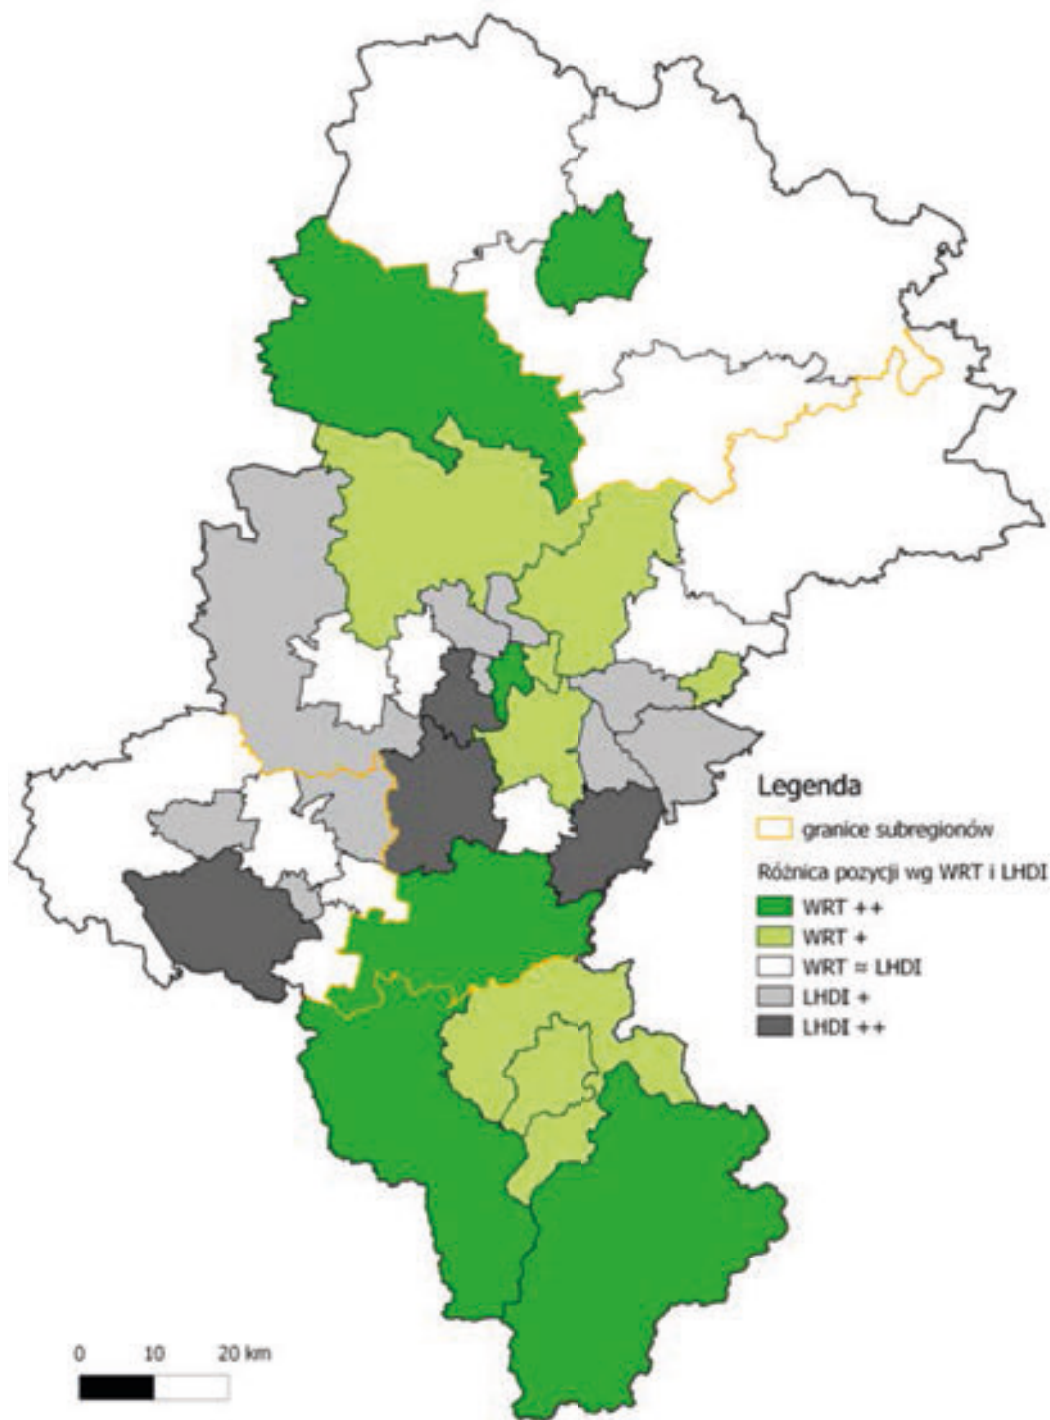 Legenda
granice subregionów
Różnica pozycji wg WRT i LHDI
WRT ++
WRT +
WRT ≈ LHDI
LHDI +
LHDI ++
0 10 20 km